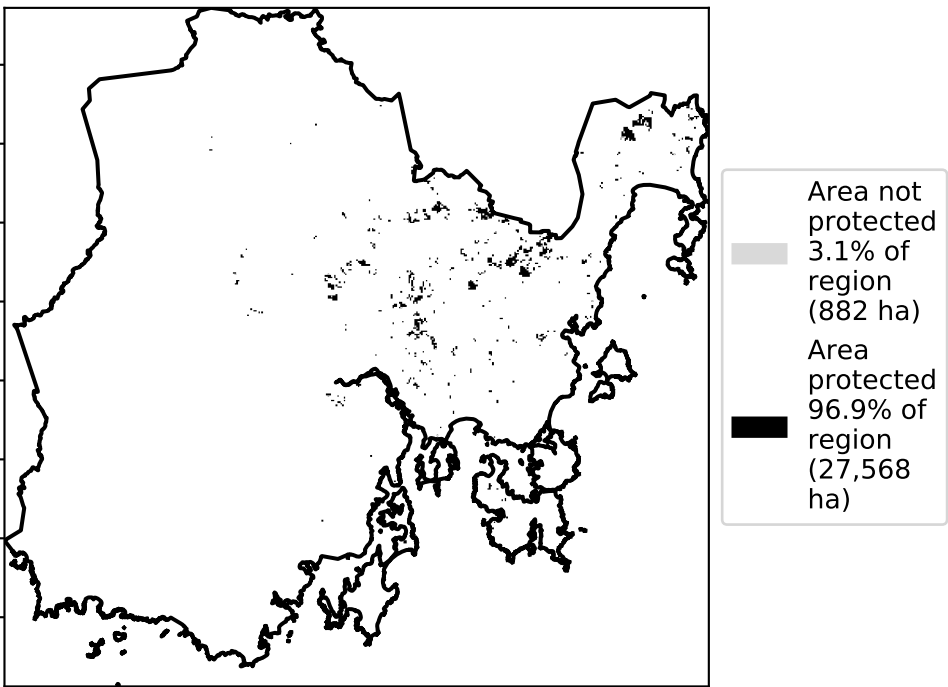 Area not
protected
3.1% of
region
(882 ha)
Area
protected
96.9% of
region
(27,568
ha)